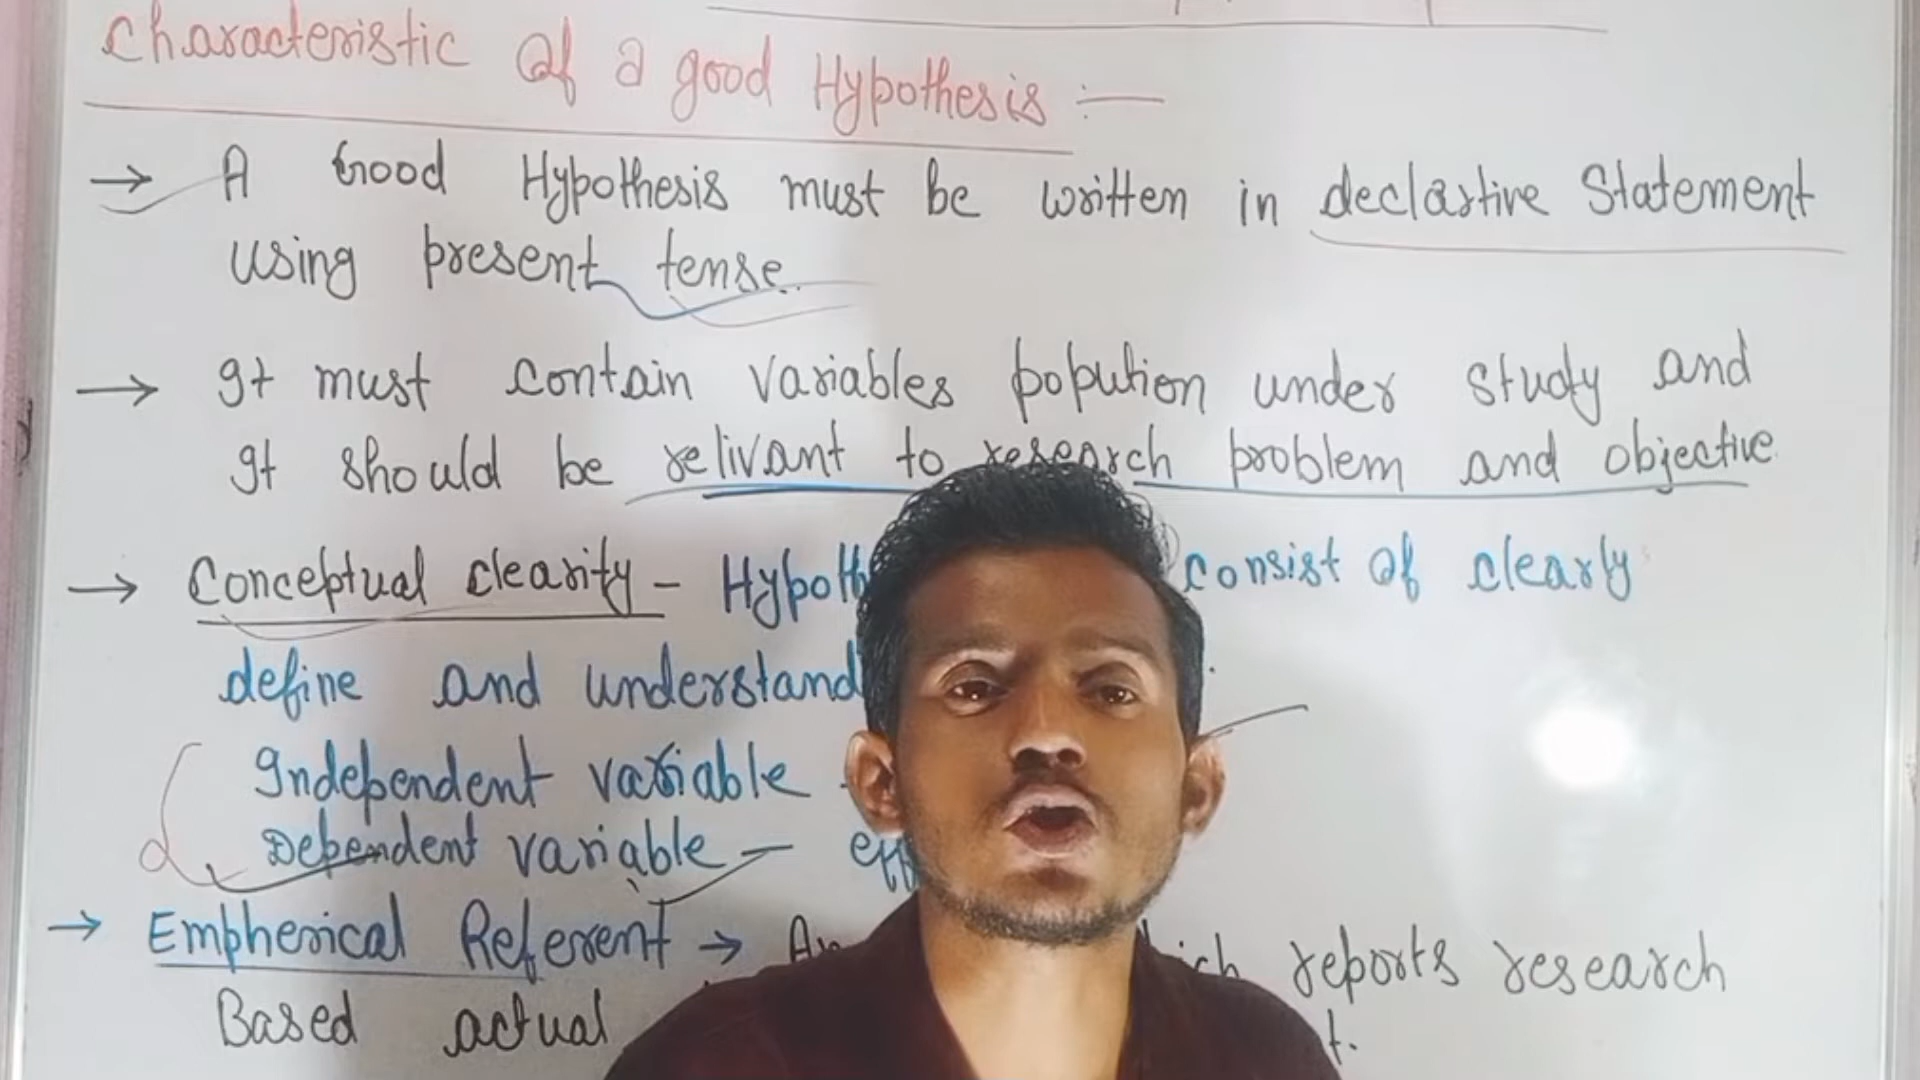 Characteristic of a good Hypothesis :-
→ A Good Hypothesis must be written in declartive Statement
using present tense.
→ It must contain variables popution under study and
It should be relivant to research problem and objective.
→ Conceptual clearity - Hypoth consist of clearly
define and understand
Independent variable -
Dependent variable - eff
→ Empherical Referent → reports research
Based actual